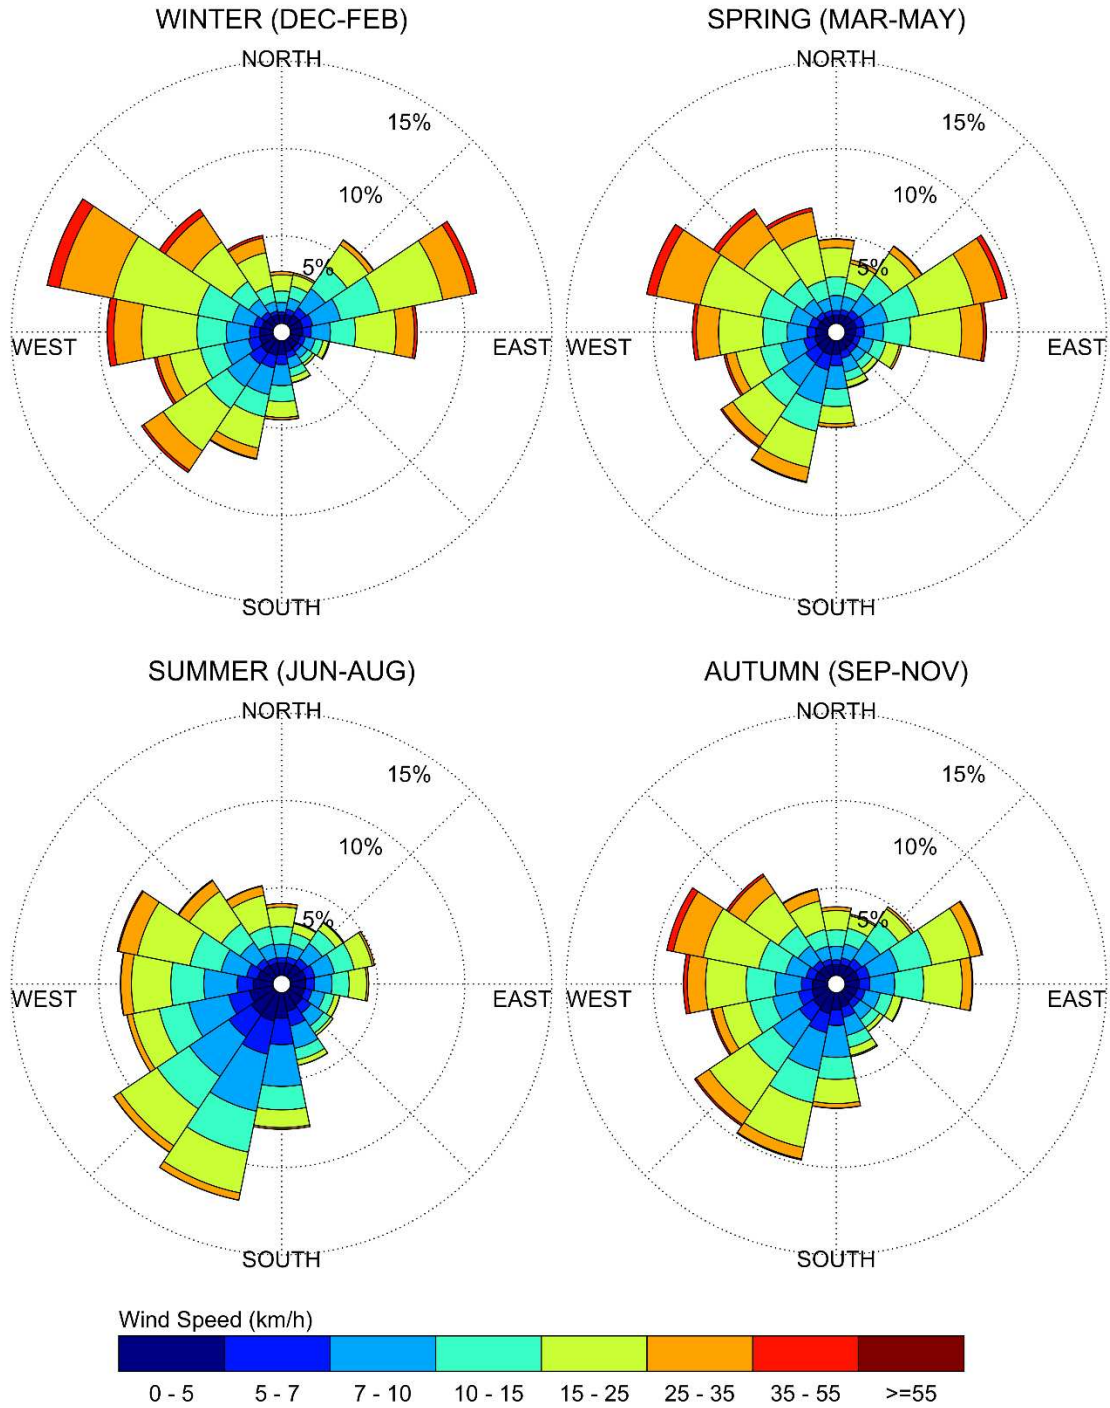 WINTER (DEC-FEB)
SPRING (MAR-MAY)
NORTH
NORTH
15%
15%
10%
10%
5%
5%
WEST
EAST
WEST
EAST
SOUTH
SOUTH
SUMMER (JUN-AUG)
AUTUMN (SEP-NOV)
NORTH
NORTH
15%
15%
10%
10%
5%
5%
WEST
EAST
WEST
EAST
SOUTH
SOUTH
Wind Speed (km/h)
0 - 5 5 - 7 7 - 10 10 - 15 15 - 25 25 - 35 35 - 55 >=55